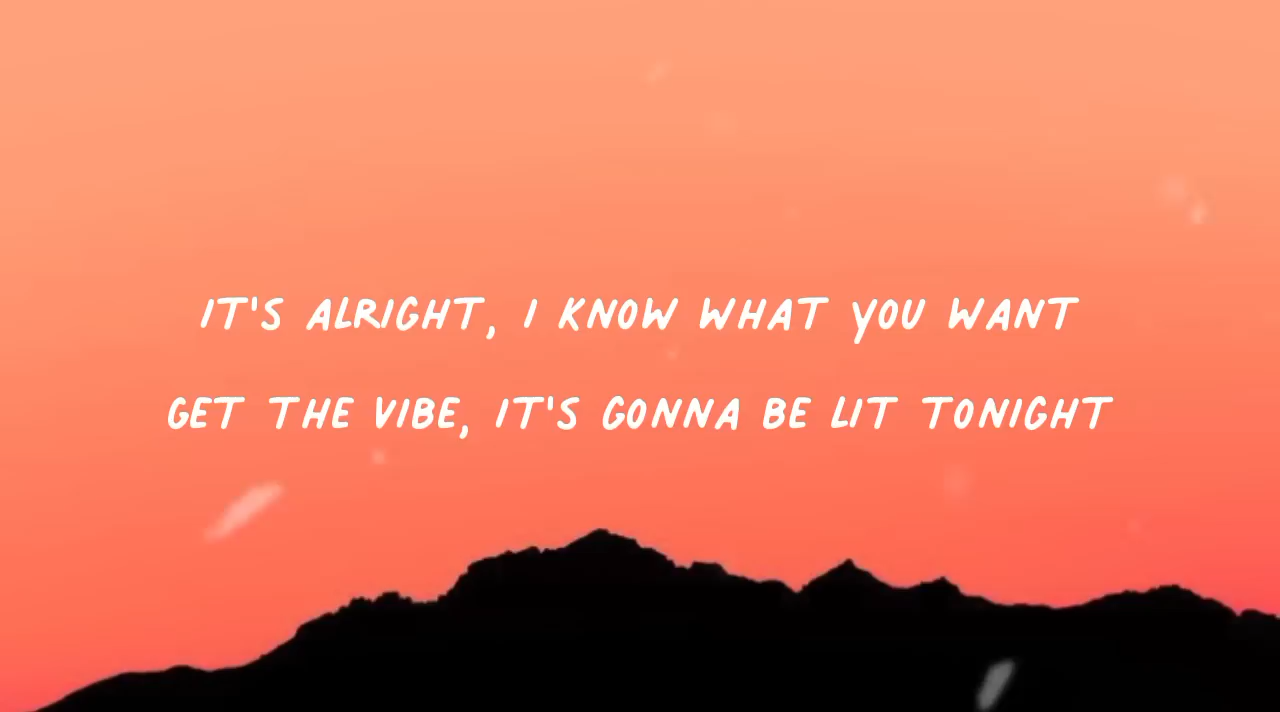 IT'S ALRIGHT, I KNOW WHAT YOU WANT
GET THE VIBE, IT'S GONNA BE LIT TONIGHT